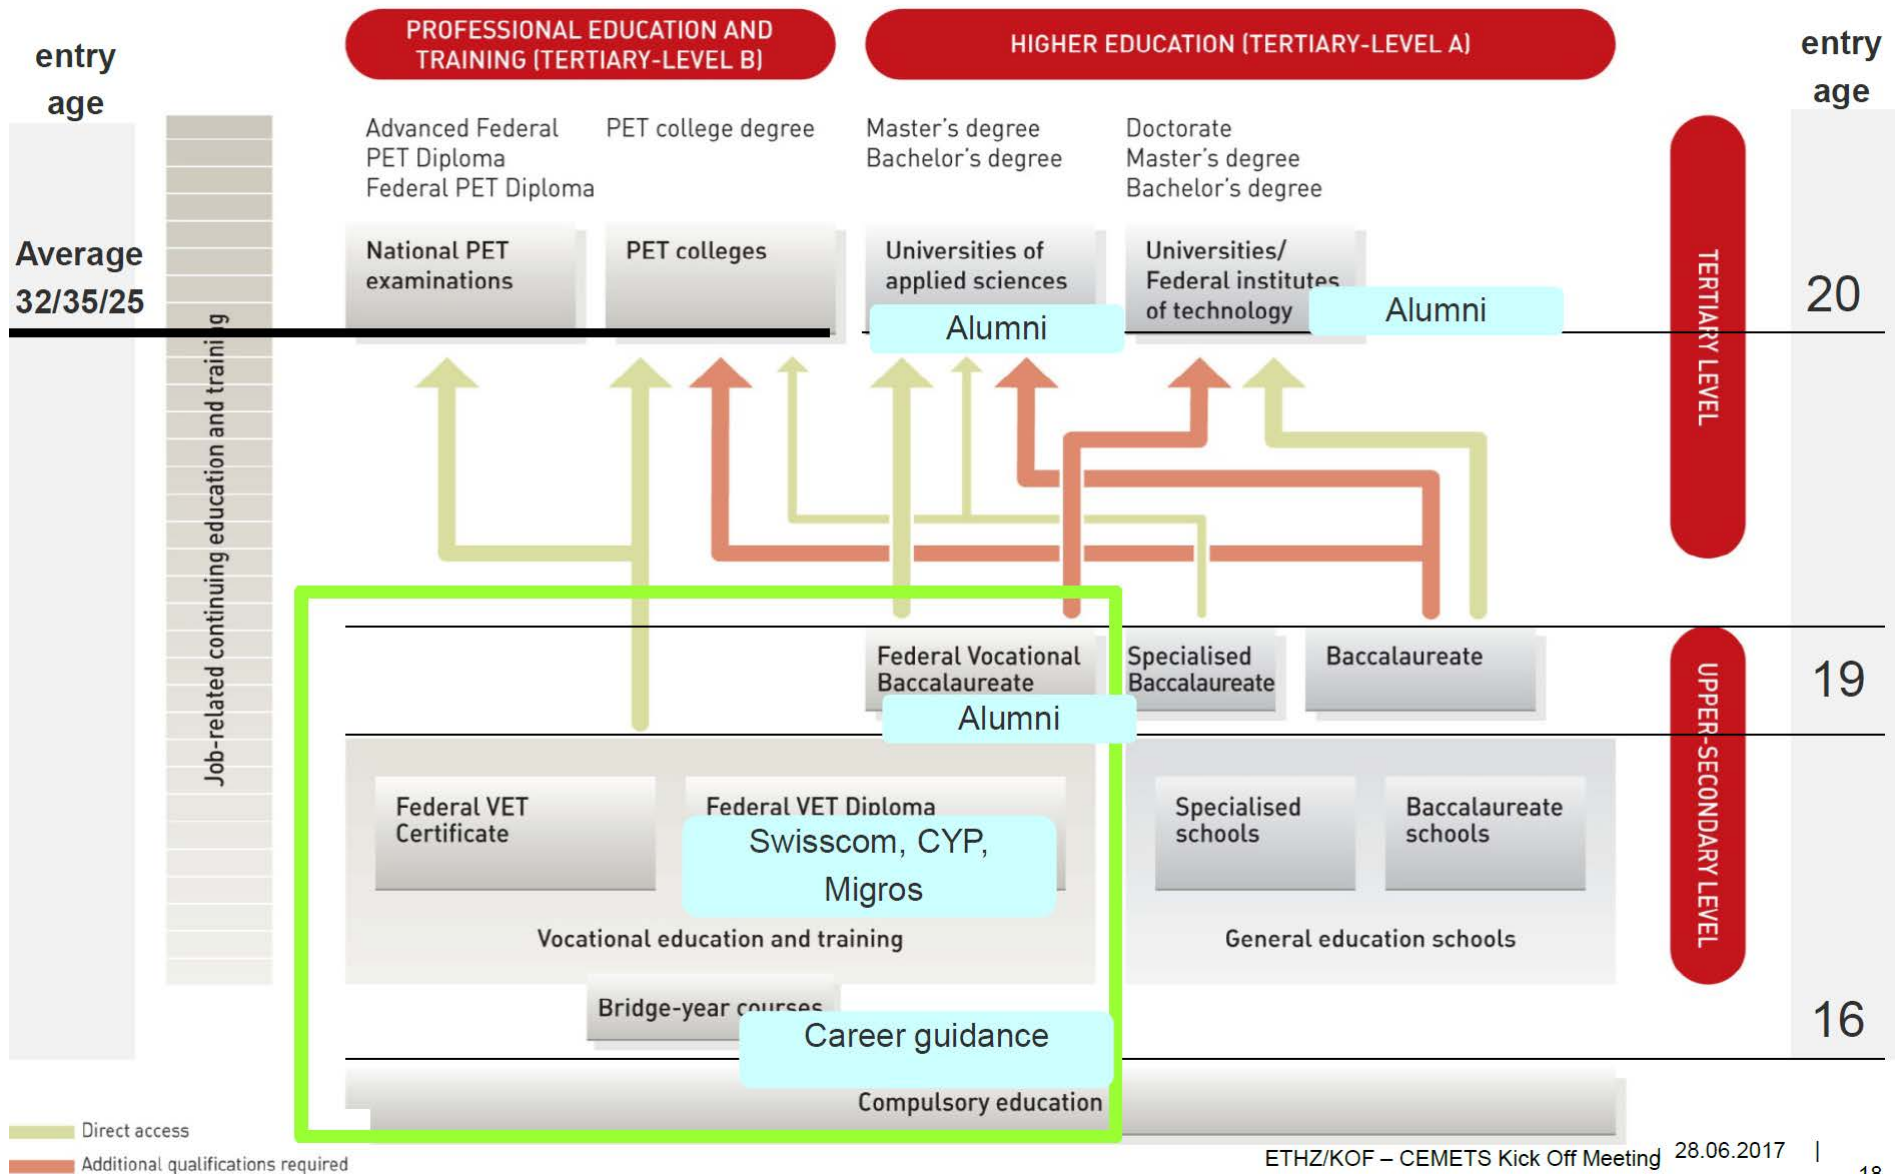 entry
age
PROFESSIONAL EDUCATION AND
TRAINING (TERTIARY-LEVEL B)
HIGHER EDUCATION (TERTIARY-LEVEL A)
entry
age
Advanced Federal
PET Diploma
Federal PET Diploma
PET college degree
Master's degree
Bachelor's degree
Doctorate
Master's degree
Bachelor's degree
Average
32/35/25
National PET
examinations
PET colleges
Universities of
applied sciences
Alumni
Universities/
Federal institutes
of technology
Alumni
20
TERTIARY LEVEL
Job-related continuing education and training
Federal Vocational
Baccalaureate
Alumni
Specialised
Baccalaureate
Baccalaureate
19
UPPER-SECONDARY LEVEL
Federal VET
Certificate
Federal VET Diploma
Swisscom, CYP,
Migros
Specialised
schools
Baccalaureate
schools
Vocational education and training
General education schools
Bridge-year courses
Career guidance
16
Compulsory education
Direct access
Additional qualifications required
ETHZ/KOF – CEMETS Kick Off Meeting 28.06.2017 |
18